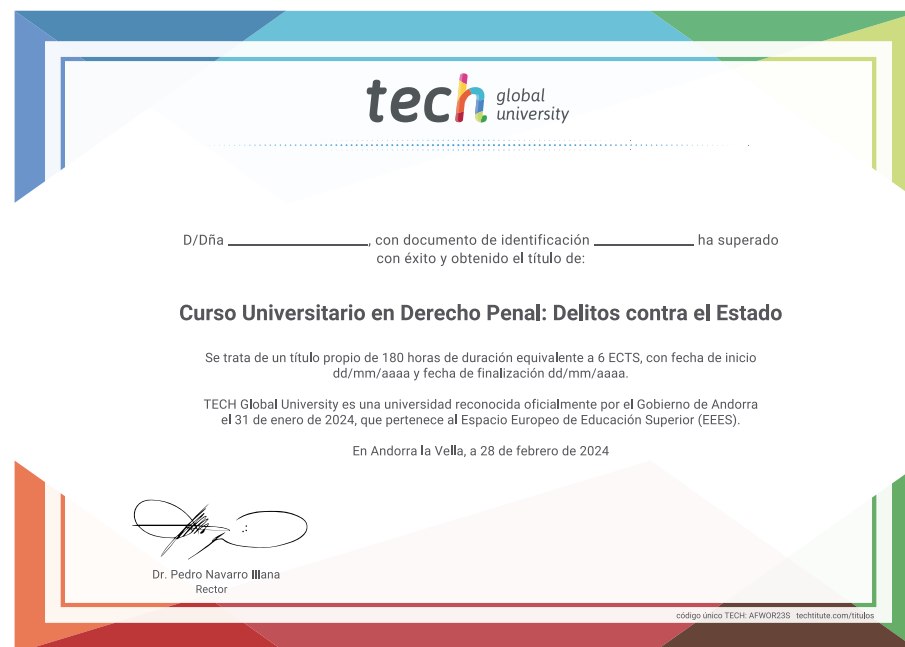 tech global university
D/Dña ________________, con documento de identificación ____________ ha superado
con éxito y obtenido el título de:
Curso Universitario en Derecho Penal: Delitos contra el Estado
Se trata de un título propio de 180 horas de duración equivalente a 6 ECTS, con fecha de inicio
dd/mm/aaaa y fecha de finalización dd/mm/aaaa.
TECH Global University es una universidad reconocida oficialmente por el Gobierno de Andorra
el 31 de enero de 2024, que pertenece al Espacio Europeo de Educación Superior (EEES).
En Andorra la Vella, a 28 de febrero de 2024
Dr. Pedro Navarro Illana
Rector
código único TECH: AFWOR23S techtitute.com/titulos